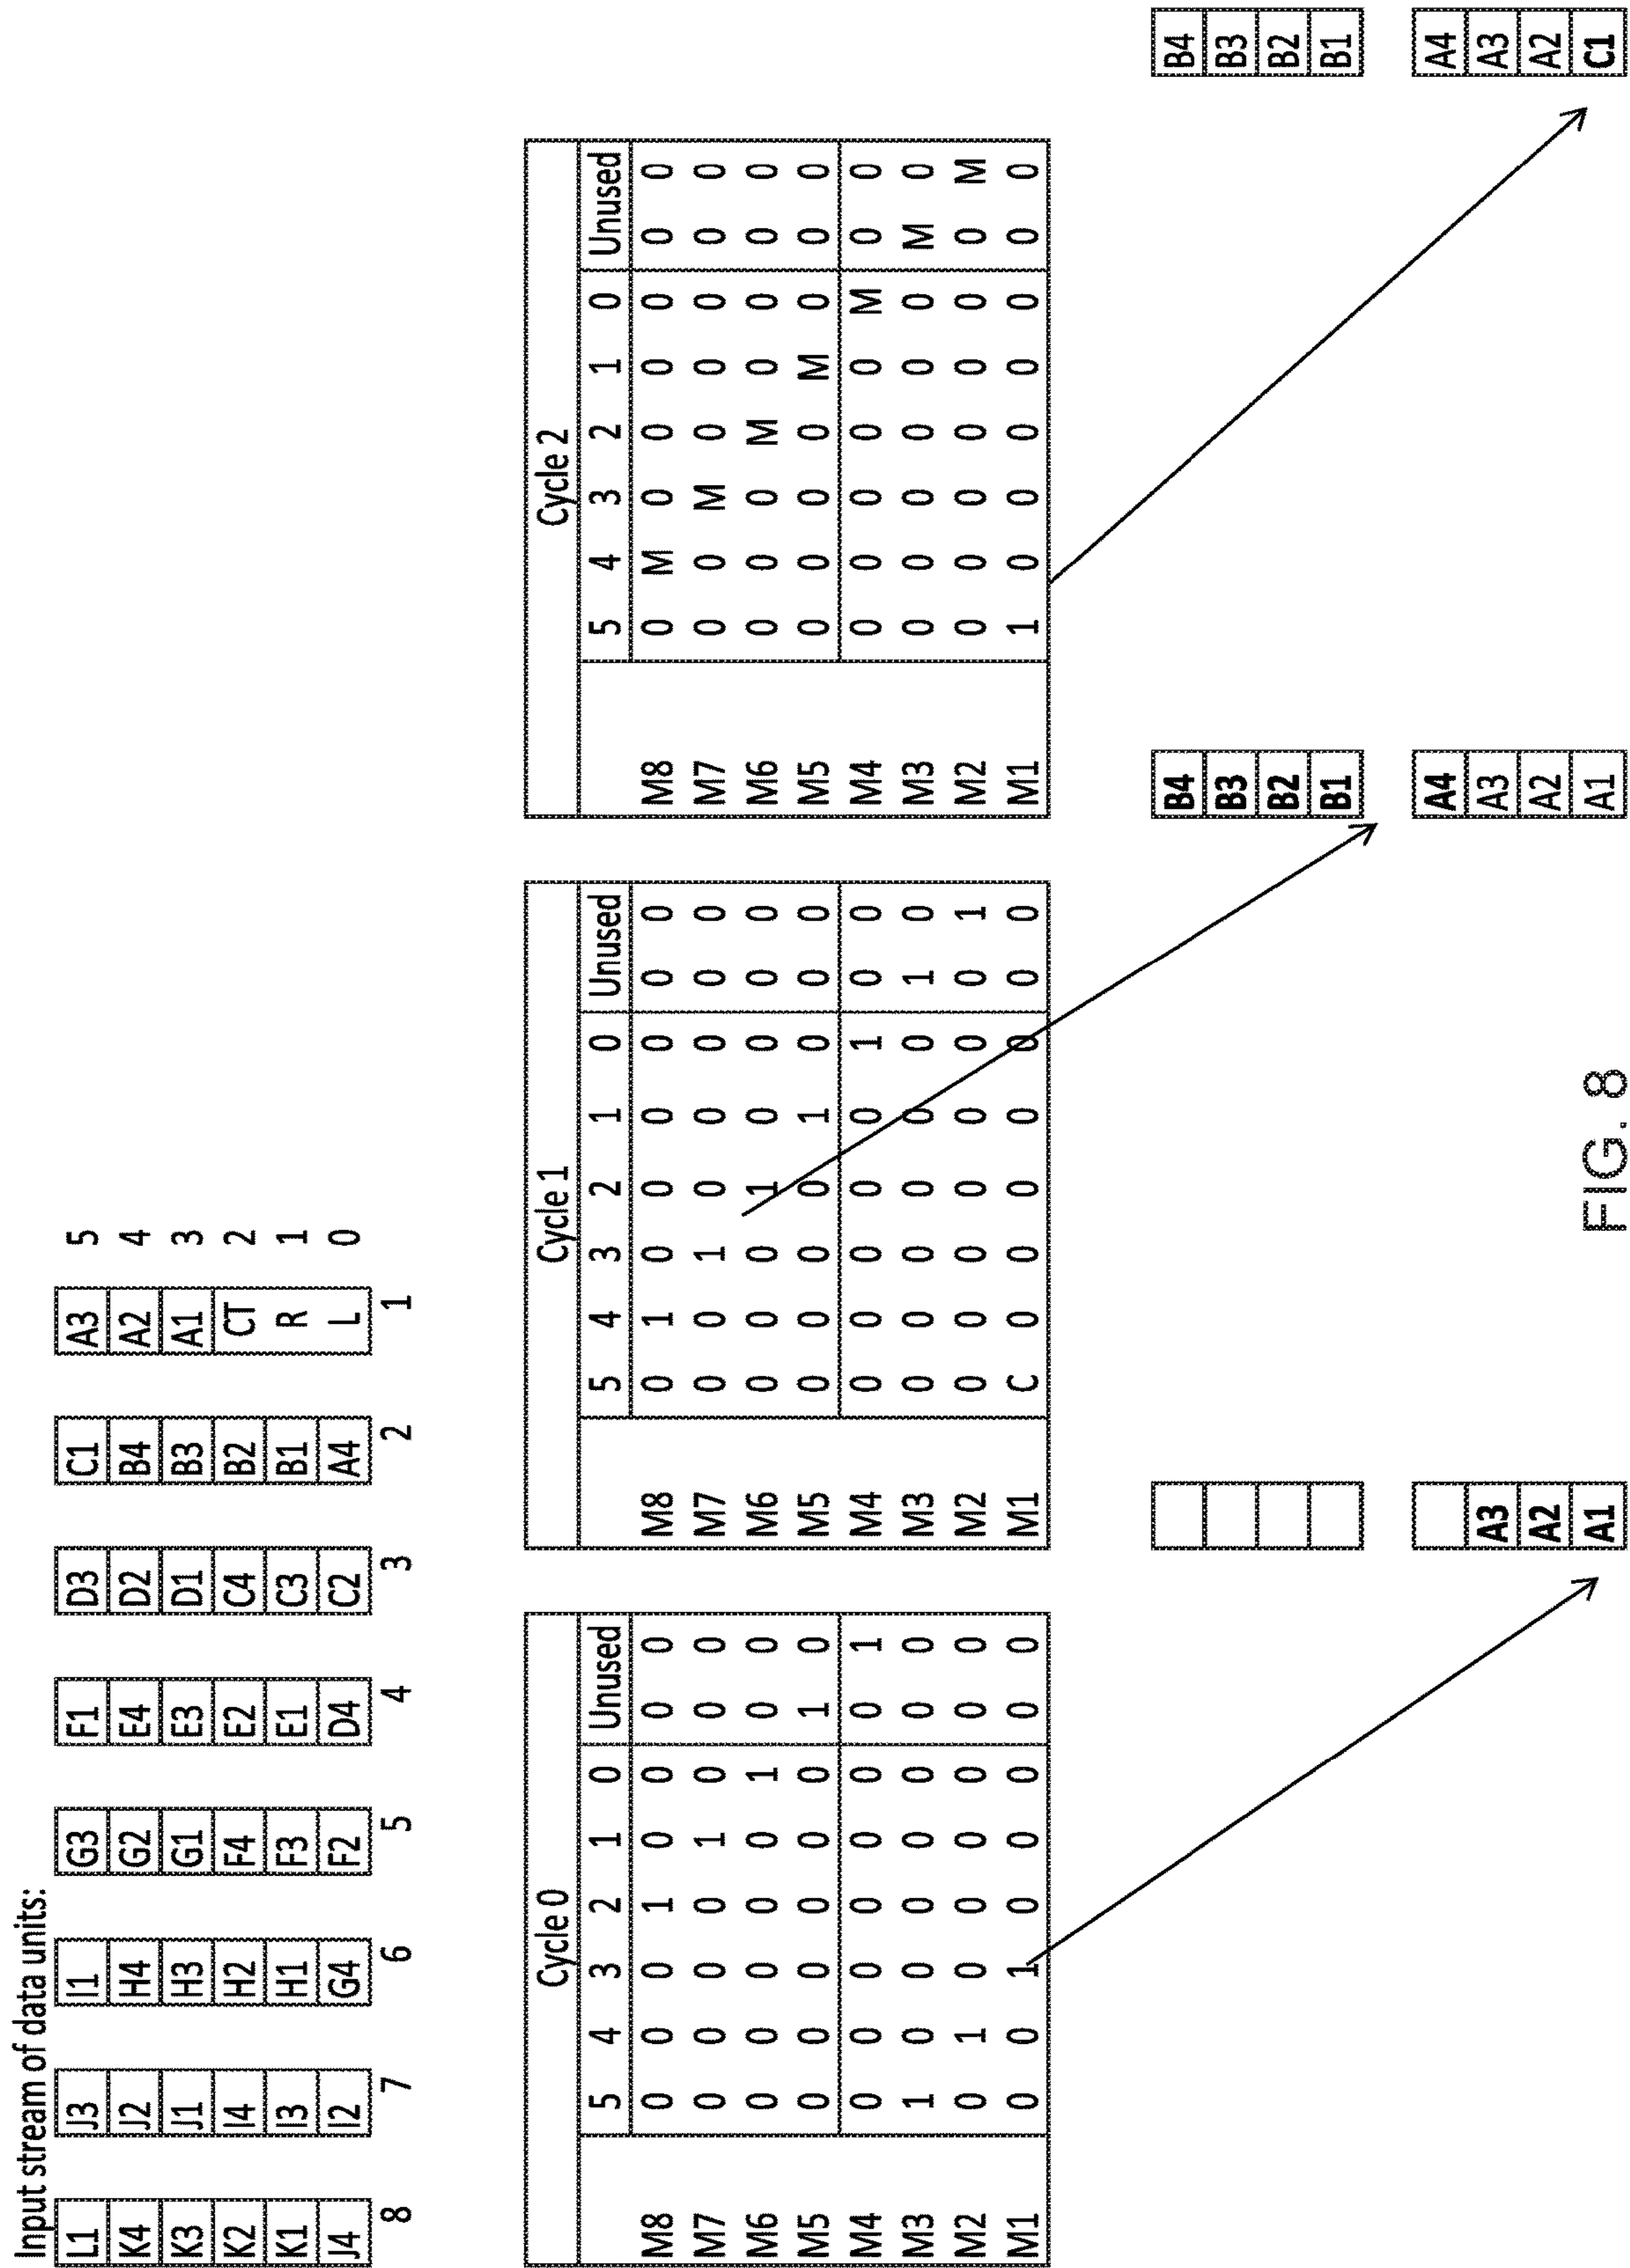 Input stream of data units:
L1 J3 I1 G3 F1 D3 C1 A3 5
K4 J2 H4 G2 E4 D2 B4 A2 4
K3 J1 H3 G1 E3 D1 B3 A1 3
K2 I4 H2 F4 E2 C4 B2 CT 2
K1 I3 H1 F3 E1 C3 B1 R 1
J4 I2 G4 F2 D4 C2 A4 L 0
8 7 6 5 4 3 2 1
Cycle 0 Cycle 1 Cycle 2
5 4 3 2 1 0 Unused 5 4 3 2 1 0 Unused 5 4 3 2 1 0 Unused
M8 0 0 0 1 0 0 0 0 M8 0 1 0 0 0 0 0 0 M8 0 M 0 0 0 0 0 0
M7 0 0 0 0 1 0 0 0 M7 0 0 1 0 0 0 0 0 M7 0 0 M 0 0 0 0 0
M6 0 0 0 0 0 1 0 0 M6 0 0 0 1 0 0 0 0 M6 0 0 0 M 0 0 0 0
M5 0 0 0 0 0 0 1 0 M5 0 0 0 0 1 0 0 0 M5 0 0 0 0 M 0 0 0
M4 0 0 0 0 0 0 0 1 M4 0 0 0 0 0 1 0 0 M4 0 0 0 0 0 M 0 0
M3 1 0 0 0 0 0 0 0 M3 0 0 0 0 0 0 1 0 M3 0 0 0 0 0 0 M 0
M2 0 1 0 0 0 0 0 0 M2 0 0 0 0 0 0 0 1 M2 0 0 0 0 0 0 0 M
M1 0 0 1 0 0 0 0 0 M1 C 0 0 0 0 0 0 0 M1 1 0 0 0 0 0 0 0
B4 B4
B3 B3
B2 B2
B1 B1
A4 A4
A3 A3 A3
A2 A2 A2
A1 A1 C1
FIG. 8